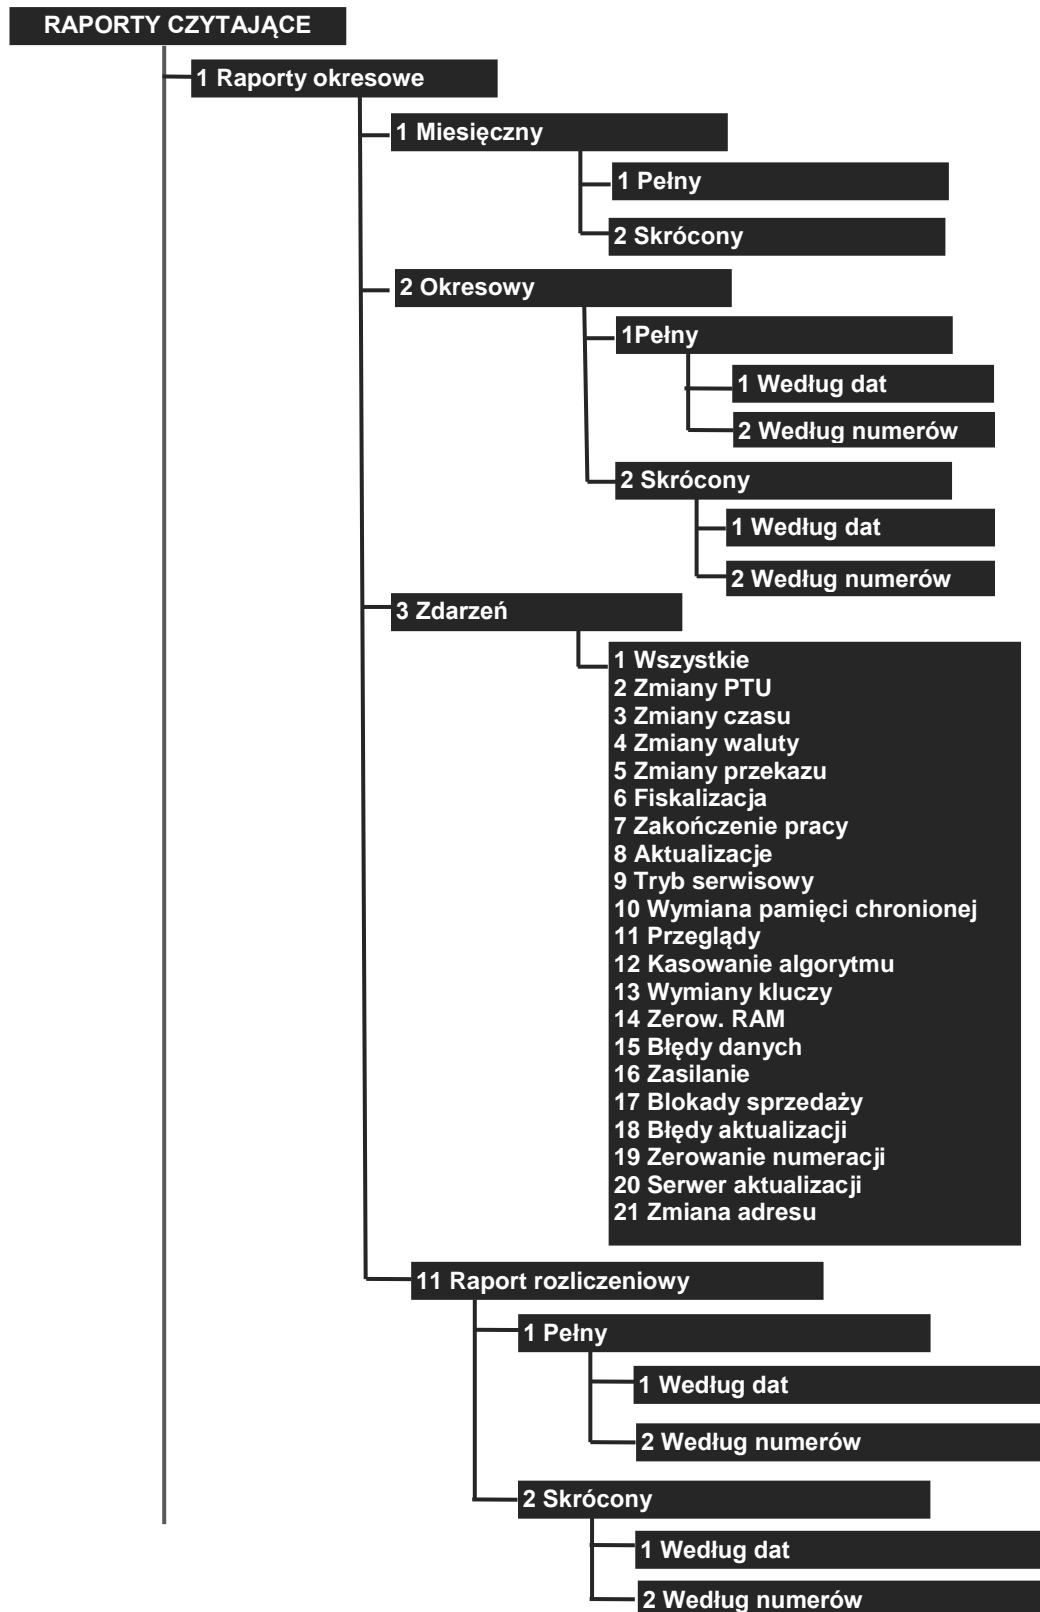 RAPORTY CZYTAJĄCE
1 Raporty okresowe
1 Miesięczny
1 Pełny
2 Skrócony
2 Okresowy
1Pełny
1 Według dat
2 Według numerów
2 Skrócony
1 Według dat
2 Według numerów
3 Zdarzeń
1 Wszystkie
2 Zmiany PTU
3 Zmiany czasu
4 Zmiany waluty
5 Zmiany przekazu
6 Fiskalizacja
7 Zakończenie pracy
8 Aktualizacje
9 Tryb serwisowy
10 Wymiana pamięci chronionej
11 Przeglądy
12 Kasowanie algorytmu
13 Wymiany kluczy
14 Zerow. RAM
15 Błędy danych
16 Zasilanie
17 Blokady sprzedaży
18 Błędy aktualizacji
19 Zerowanie numeracji
20 Serwer aktualizacji
21 Zmiana adresu
11 Raport rozliczeniowy
1 Pełny
1 Według dat
2 Według numerów
2 Skrócony
1 Według dat
2 Według numerów